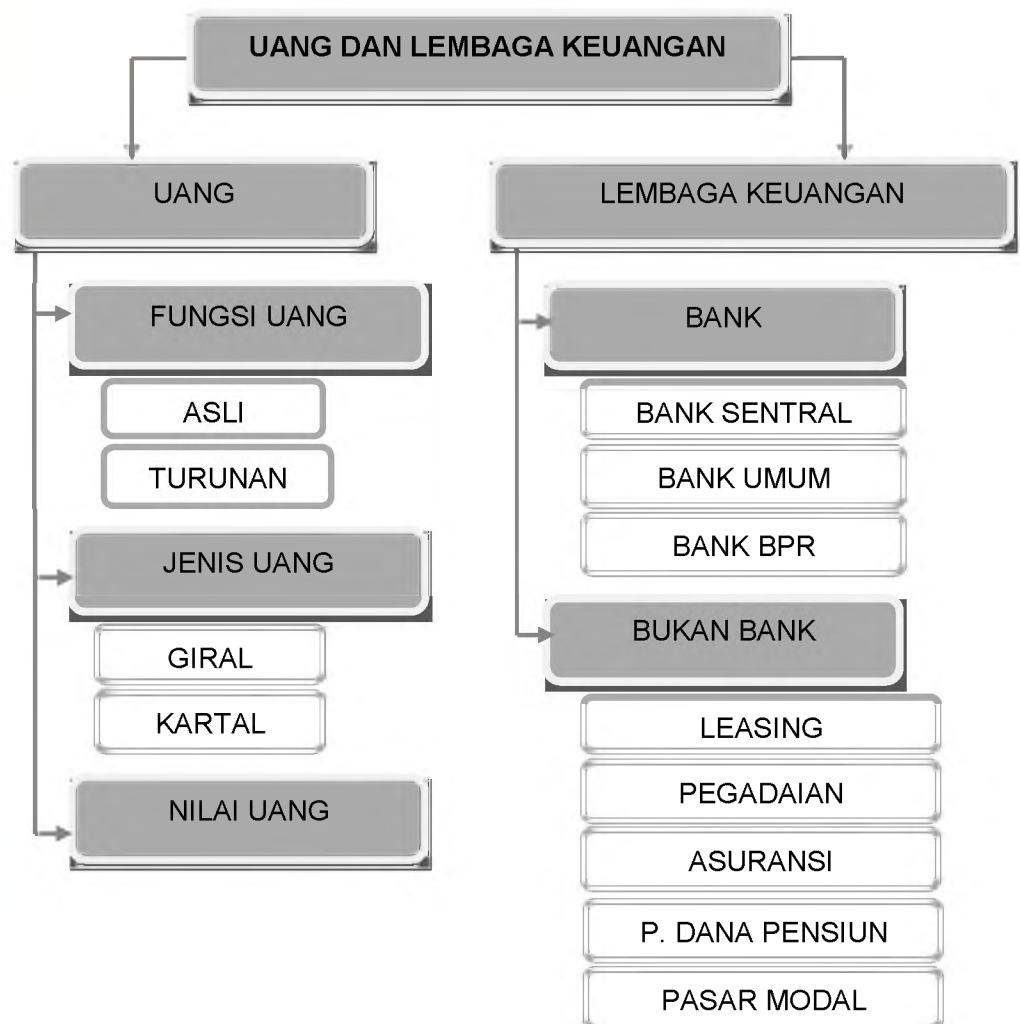 UANG DAN LEMBAGA KEUANGAN
UANG
FUNGSI UANG
ASLI
TURUNAN
JENIS UANG
GIRAL
KARTAL
NILAI UANG
LEMBAGA KEUANGAN
BANK
BANK SENTRAL
BANK UMUM
BANK BPR
BUKAN BANK
LEASING
PEGADAIAN
ASURANSI
P. DANA PENSIUN
PASAR MODAL